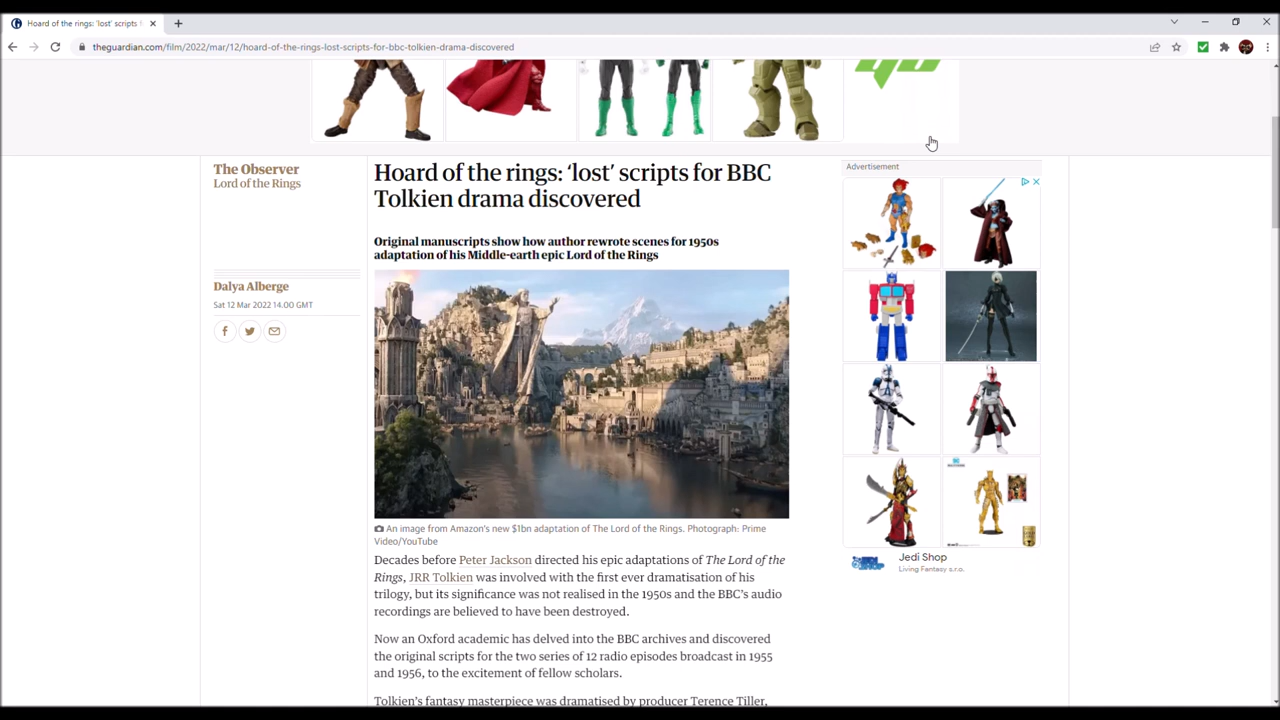 Hoard of the rings: 'lost' scripts f
theguardian.com/film/2022/mar/12/hoard-of-the-rings-lost-scripts-for-bbc-tolkien-drama-discovered
The Observer
Lord of the Rings
Hoard of the rings: ‘lost’ scripts for BBC
Tolkien drama discovered
Original manuscripts show how author rewrote scenes for 1950s
adaptation of his Middle-earth epic Lord of the Rings
Dalya Alberge
Sat 12 Mar 2022 14.00 GMT
An image from Amazon’s new $1bn adaptation of The Lord of the Rings. Photograph: Prime
Video/YouTube
Decades before Peter Jackson directed his epic adaptations of The Lord of the
Rings, JRR Tolkien was involved with the first ever dramatisation of his
trilogy, but its significance was not realised in the 1950s and the BBC’s audio
recordings are believed to have been destroyed.
Now an Oxford academic has delved into the BBC archives and discovered
the original scripts for the two series of 12 radio episodes broadcast in 1955
and 1956, to the excitement of fellow scholars.
Tolkien’s fantasy masterpiece was dramatised by producer Terence Tiller,
Advertisement
Jedi Shop
Living Fantasy s.r.o.